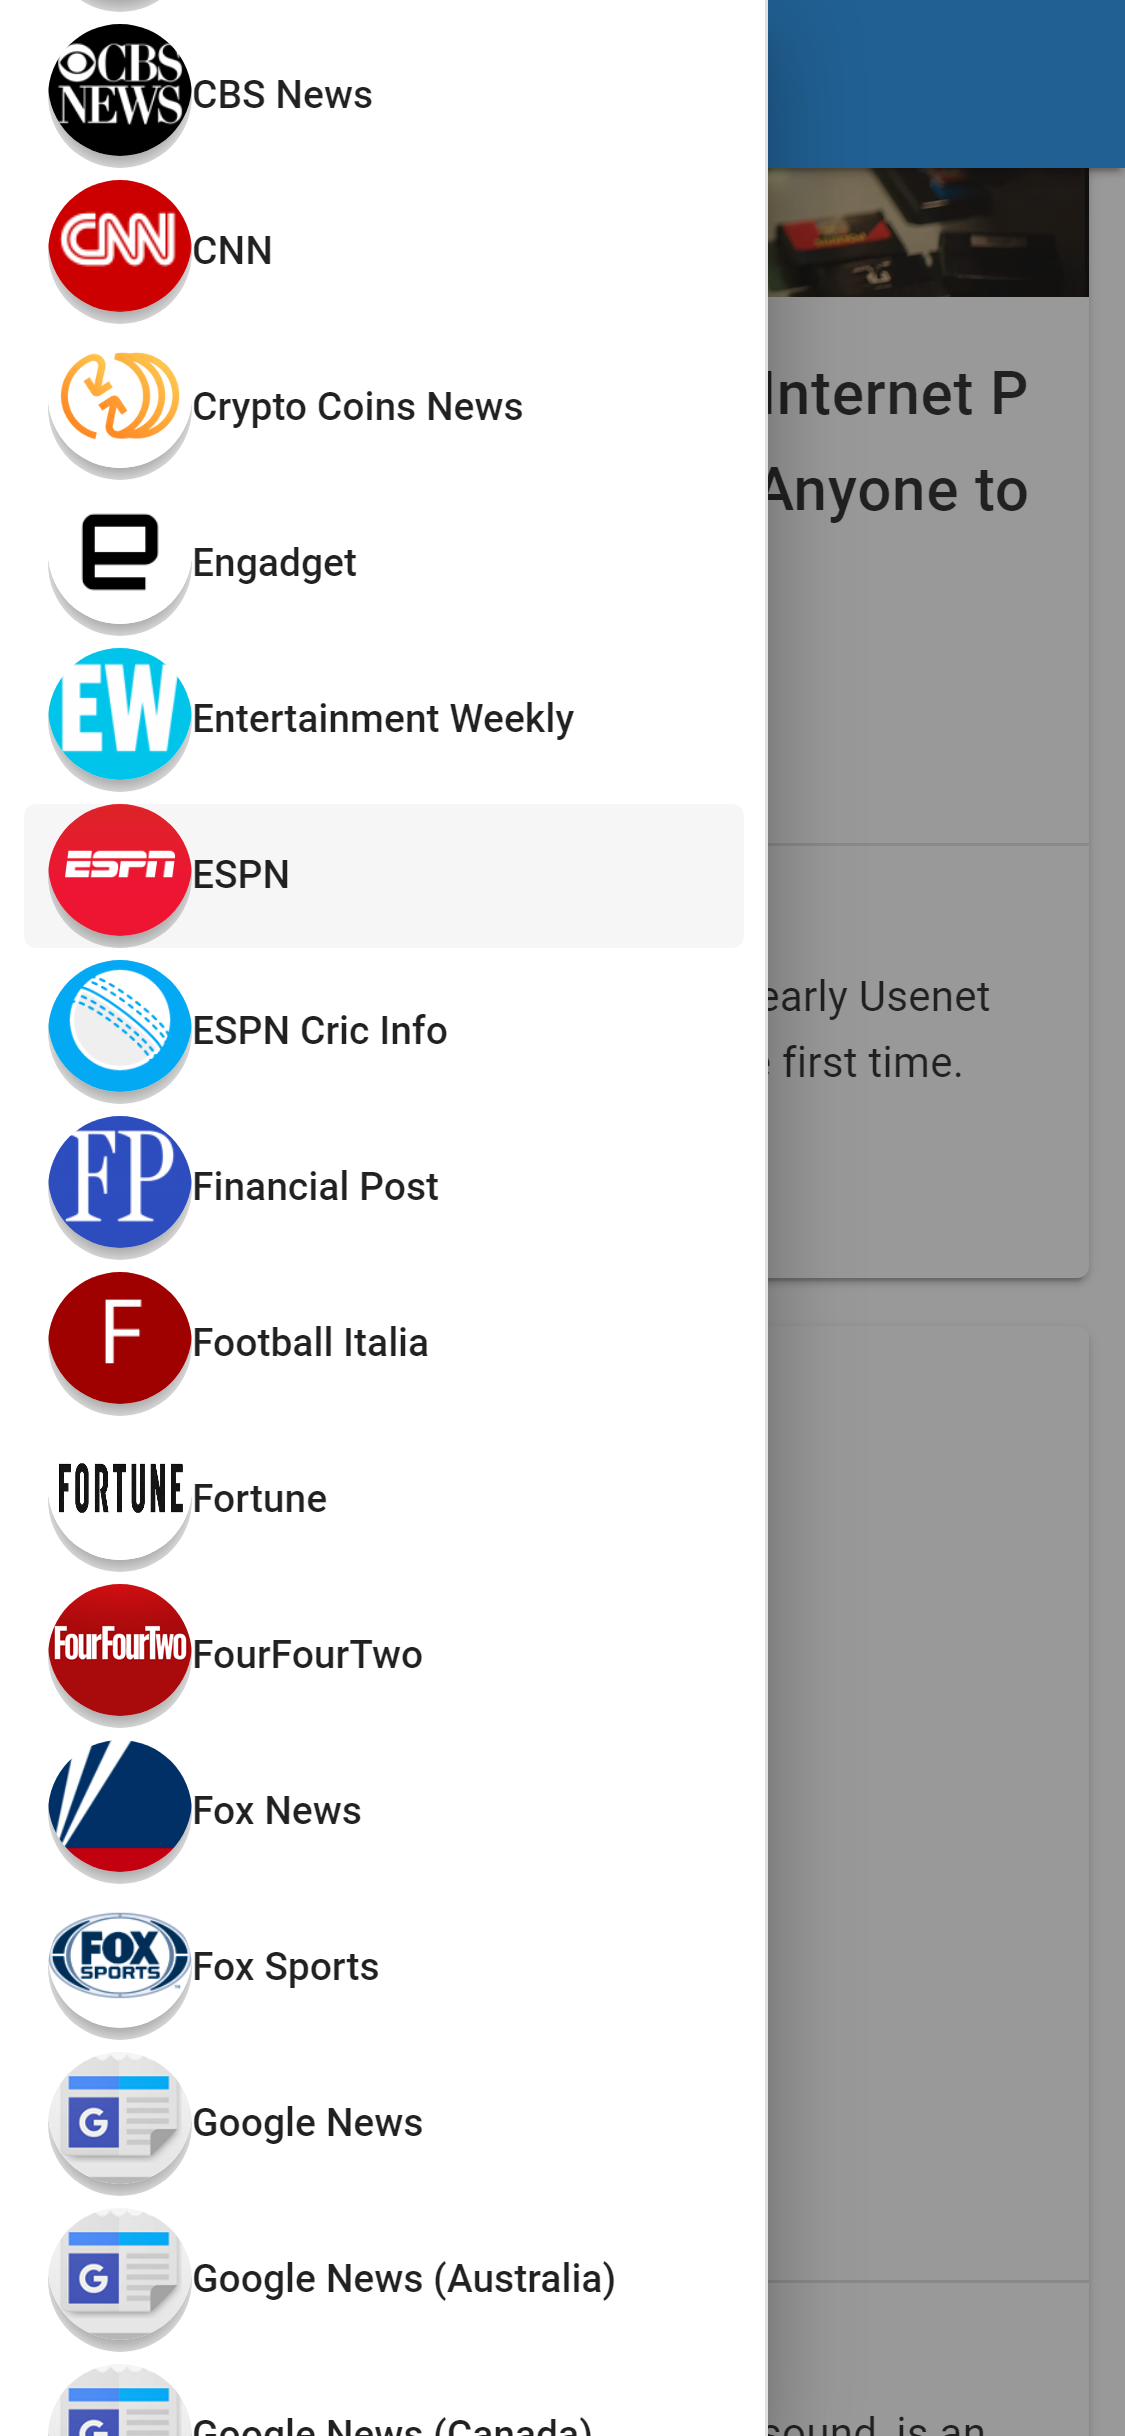 CBS NEWS CBS News
CNN CNN
Crypto Coins News
e Engadget
EW Entertainment Weekly
ESPN ESPN
ESPN Cric Info
FP Financial Post
F Football Italia
FORTUNE Fortune
FourFourTwo FourFourTwo
Fox News
FOX SPORTS Fox Sports
G Google News
G Google News (Australia)
G Google News (Canada)
Internet P
Anyone to
early Usenet
first time.
sound, is an